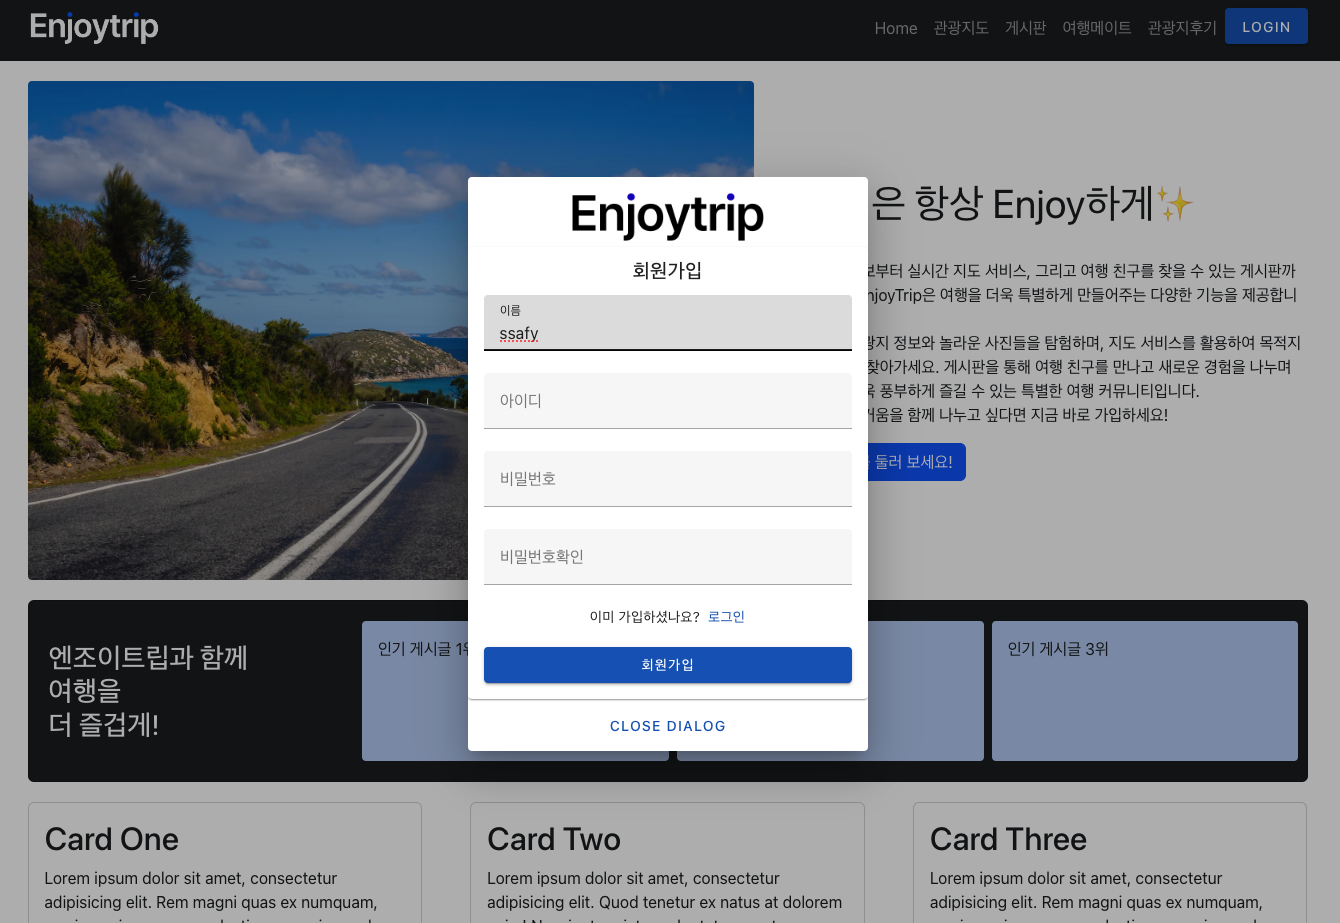 Enjoytrip
Home 관광지도 게시판 여행메이트 관광지후기 LOGIN
은 항상 Enjoy하게✨
부터 실시간 지도 서비스, 그리고 여행 친구를 찾을 수 있는 게시판까
njoyTrip은 여행을 더욱 특별하게 만들어주는 다양한 기능을 제공합니
지 정보와 놀라운 사진들을 탐험하며, 지도 서비스를 활용하여 목적지
찾아가세요. 게시판을 통해 여행 친구를 만나고 새로운 경험을 나누며
풍부하게 즐길 수 있는 특별한 여행 커뮤니티입니다.
거움을 함께 나누고 싶다면 지금 바로 가입하세요!
둘러 보세요!
Enjoytrip
회원가입
이름
ssafy
아이디
비밀번호
비밀번호확인
이미 가입하셨나요? 로그인
회원가입
CLOSE DIALOG
엔조이트립과 함께
여행을
더 즐겁게!
인기 게시글 1위
인기 게시글 3위
Card One
Lorem ipsum dolor sit amet, consectetur
adipisicing elit. Rem magni quas ex numquam,
Card Two
Lorem ipsum dolor sit amet, consectetur
adipisicing elit. Quod tenetur ex natus at dolorem
Card Three
Lorem ipsum dolor sit amet, consectetur
adipisicing elit. Rem magni quas ex numquam,